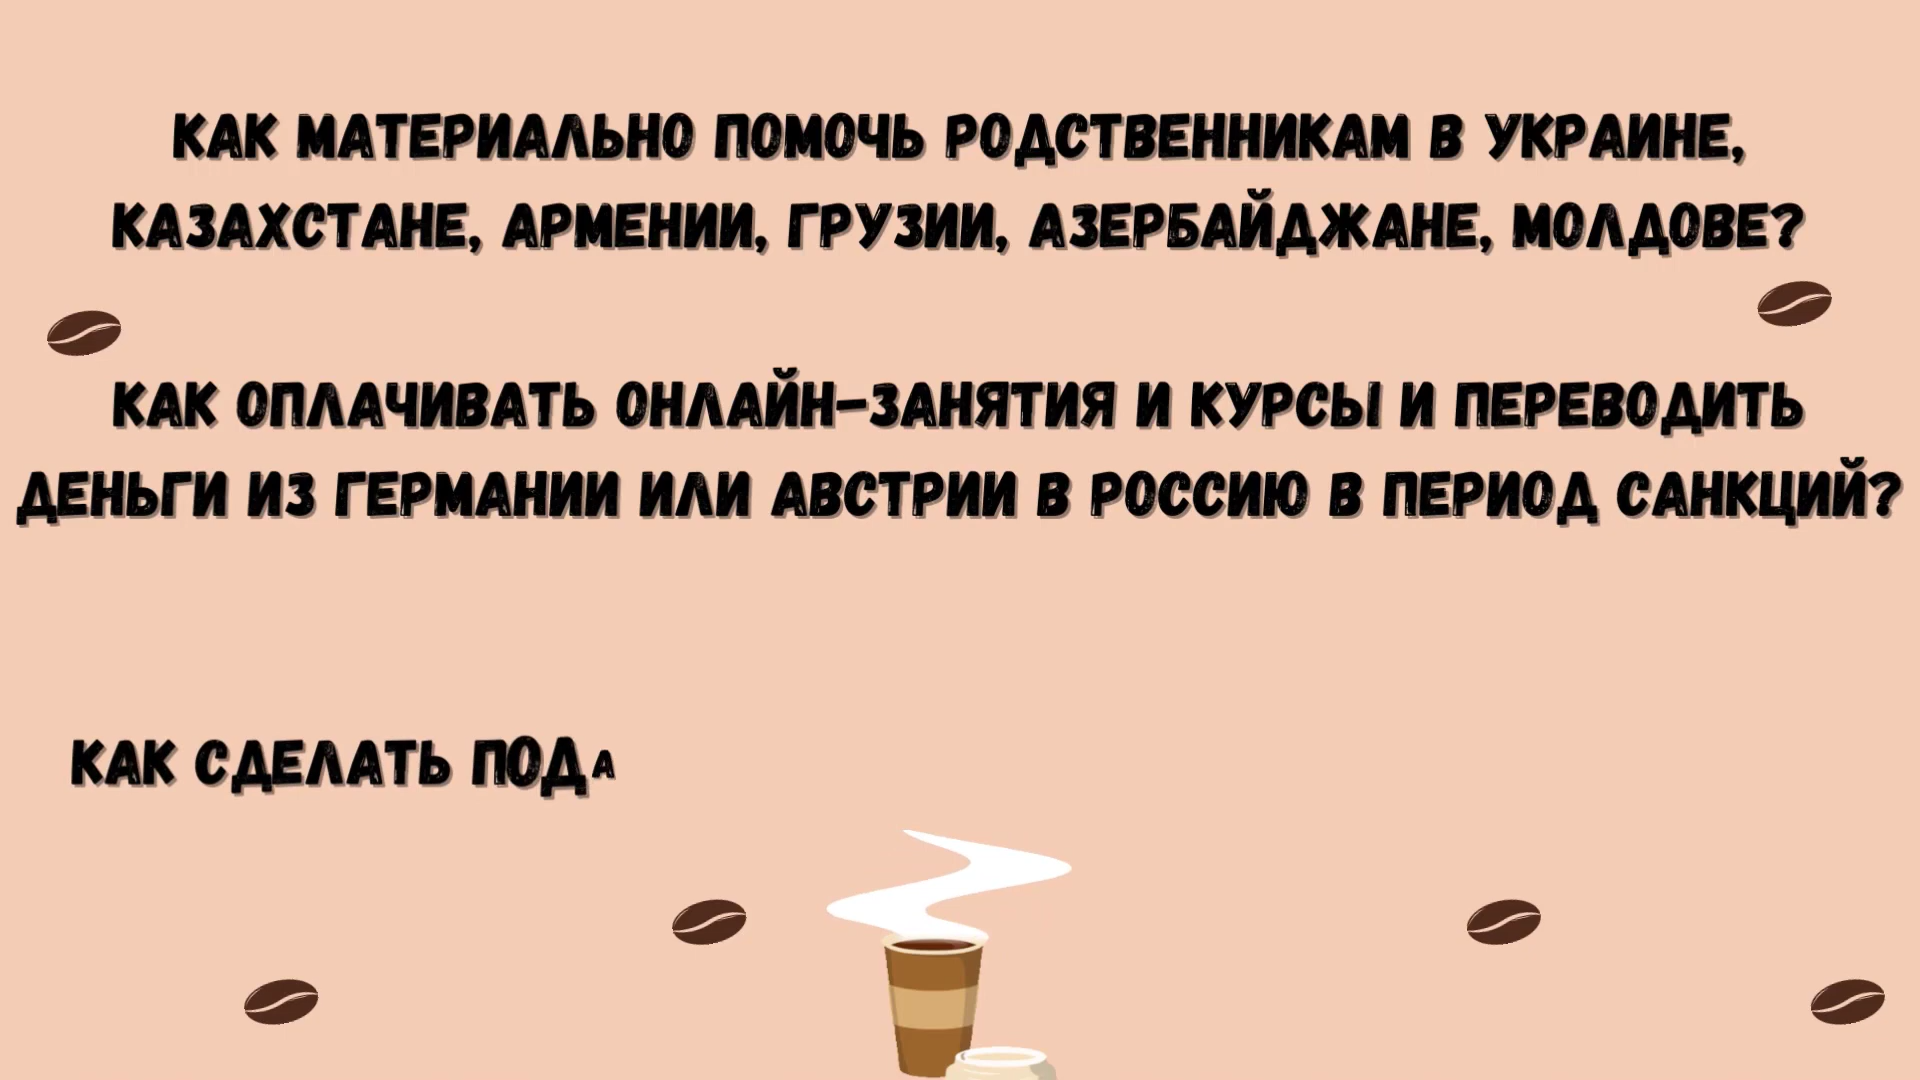 КАК МАТЕРИАЛЬНО ПОМОЧЬ РОДСТВЕННИКАМ В УКРАИНЕ,
КАЗАХСТАНЕ, АРМЕНИИ, ГРУЗИИ, АЗЕРБАЙДЖАНЕ, МОЛДОВЕ?
КАК ОПЛАЧИВАТЬ ОНЛАЙН-ЗАНЯТИЯ И КУРСЫ И ПЕРЕВОДИТЬ
ДЕНЬГИ ИЗ ГЕРМАНИИ ИЛИ АВСТРИИ В РОССИЮ В ПЕРИОД САНКЦИЙ?
КАК СДЕЛАТЬ ПОДА